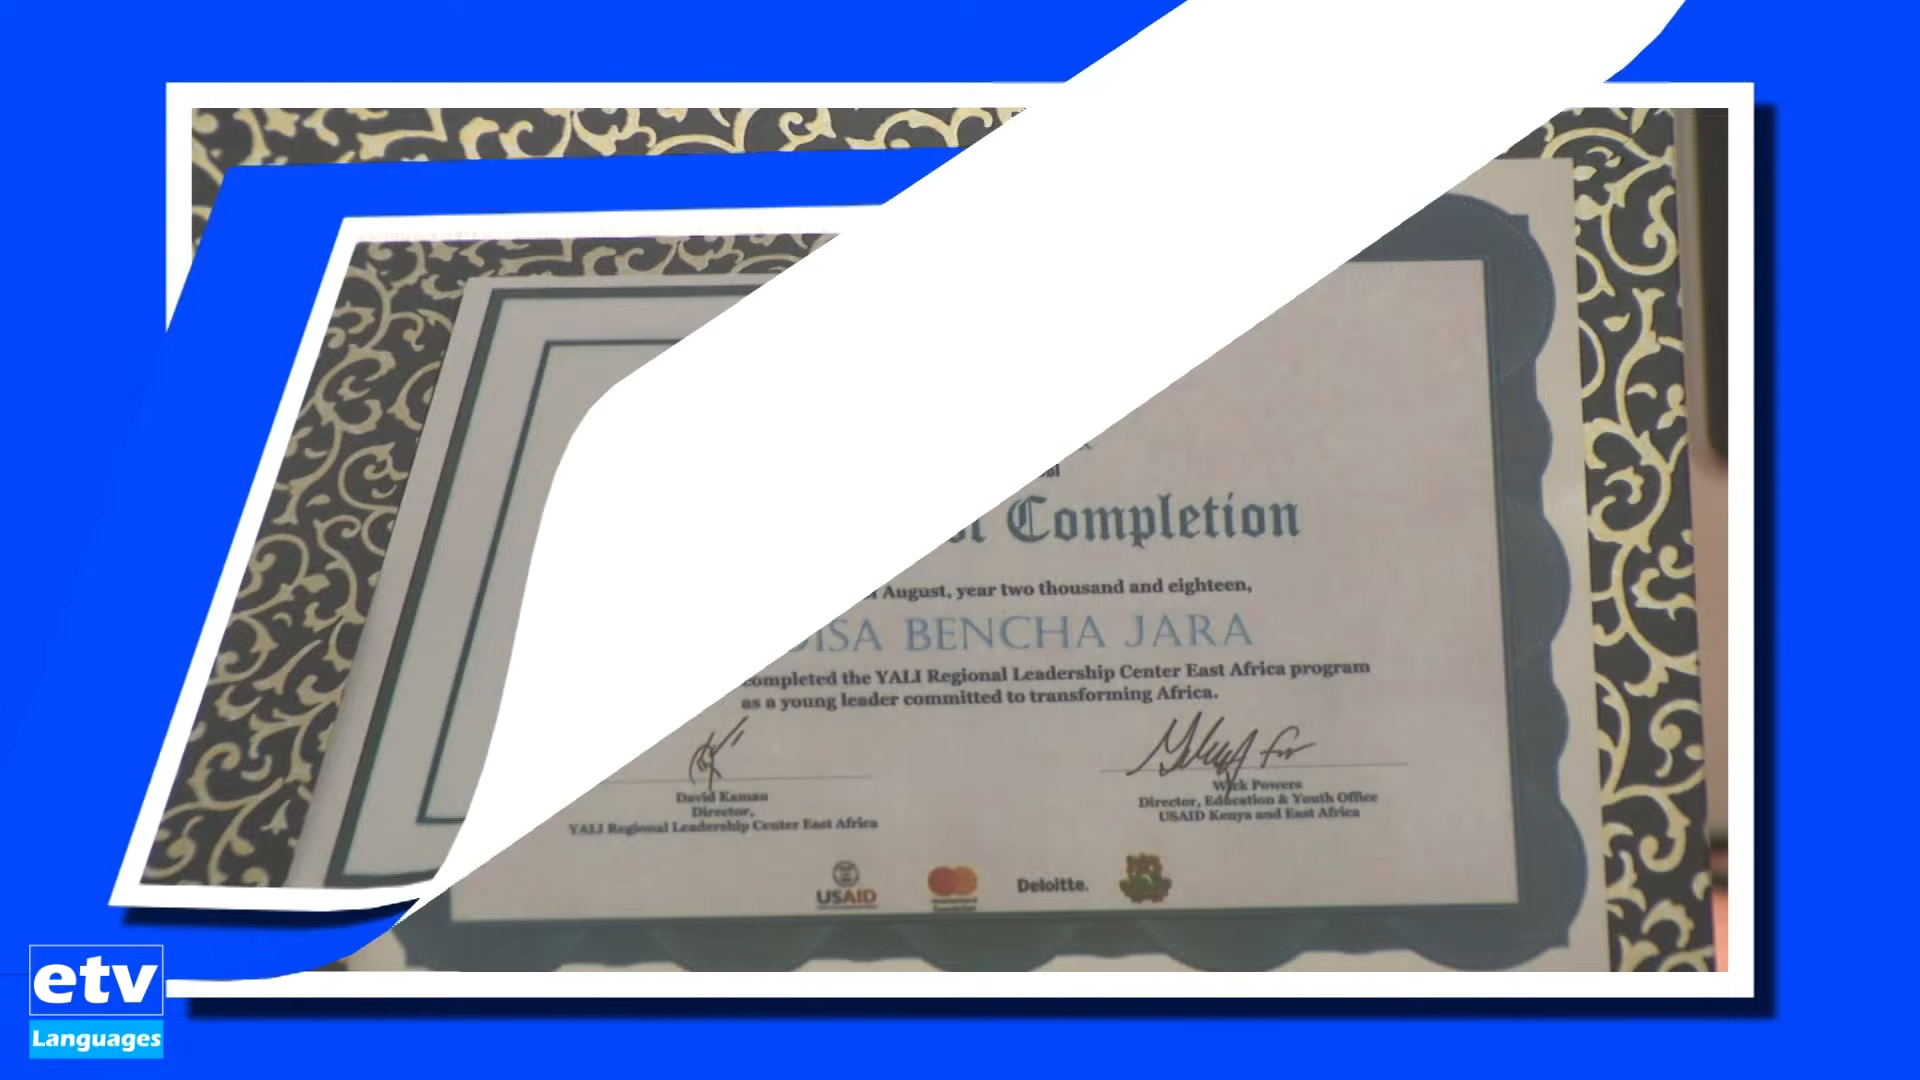 Completion
August, year two thousand and eighteen,
BENCHA JARA
completed the YALI Regional Leadership Center East Africa program
as a young leader committed to transforming Africa.
David Kamau
Director,
YALI Regional Leadership Center East Africa
Wick Powers
Director, Education & Youth Office
USAID Kenya and East Africa
USAID
Deloitte.
etv
Languages